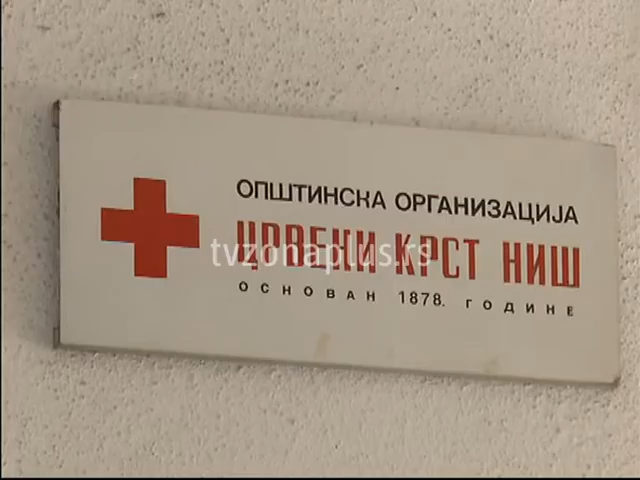 ОПШТИНСКА ОРГАНИЗАЦИЈА
ЦРВЕНИ КРСТ НИШ
tvzonaplus.rs
ОСНОВАН 1878. ГОДИНЕ